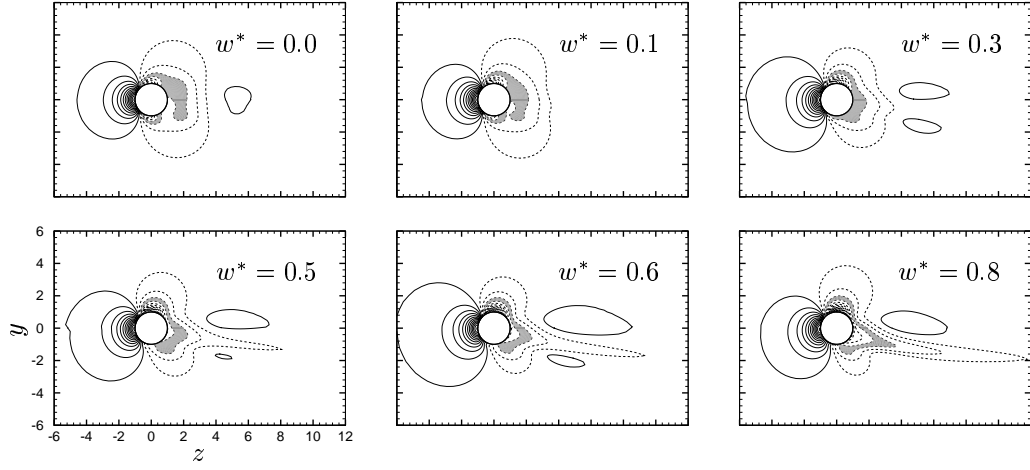 w* = 0.0
w* = 0.1
w* = 0.3
6
4
2
0
-2
-4
-6
y
w* = 0.5
w* = 0.6
w* = 0.8
-6 -4 -2 0 2 4 6 8 10 12
z